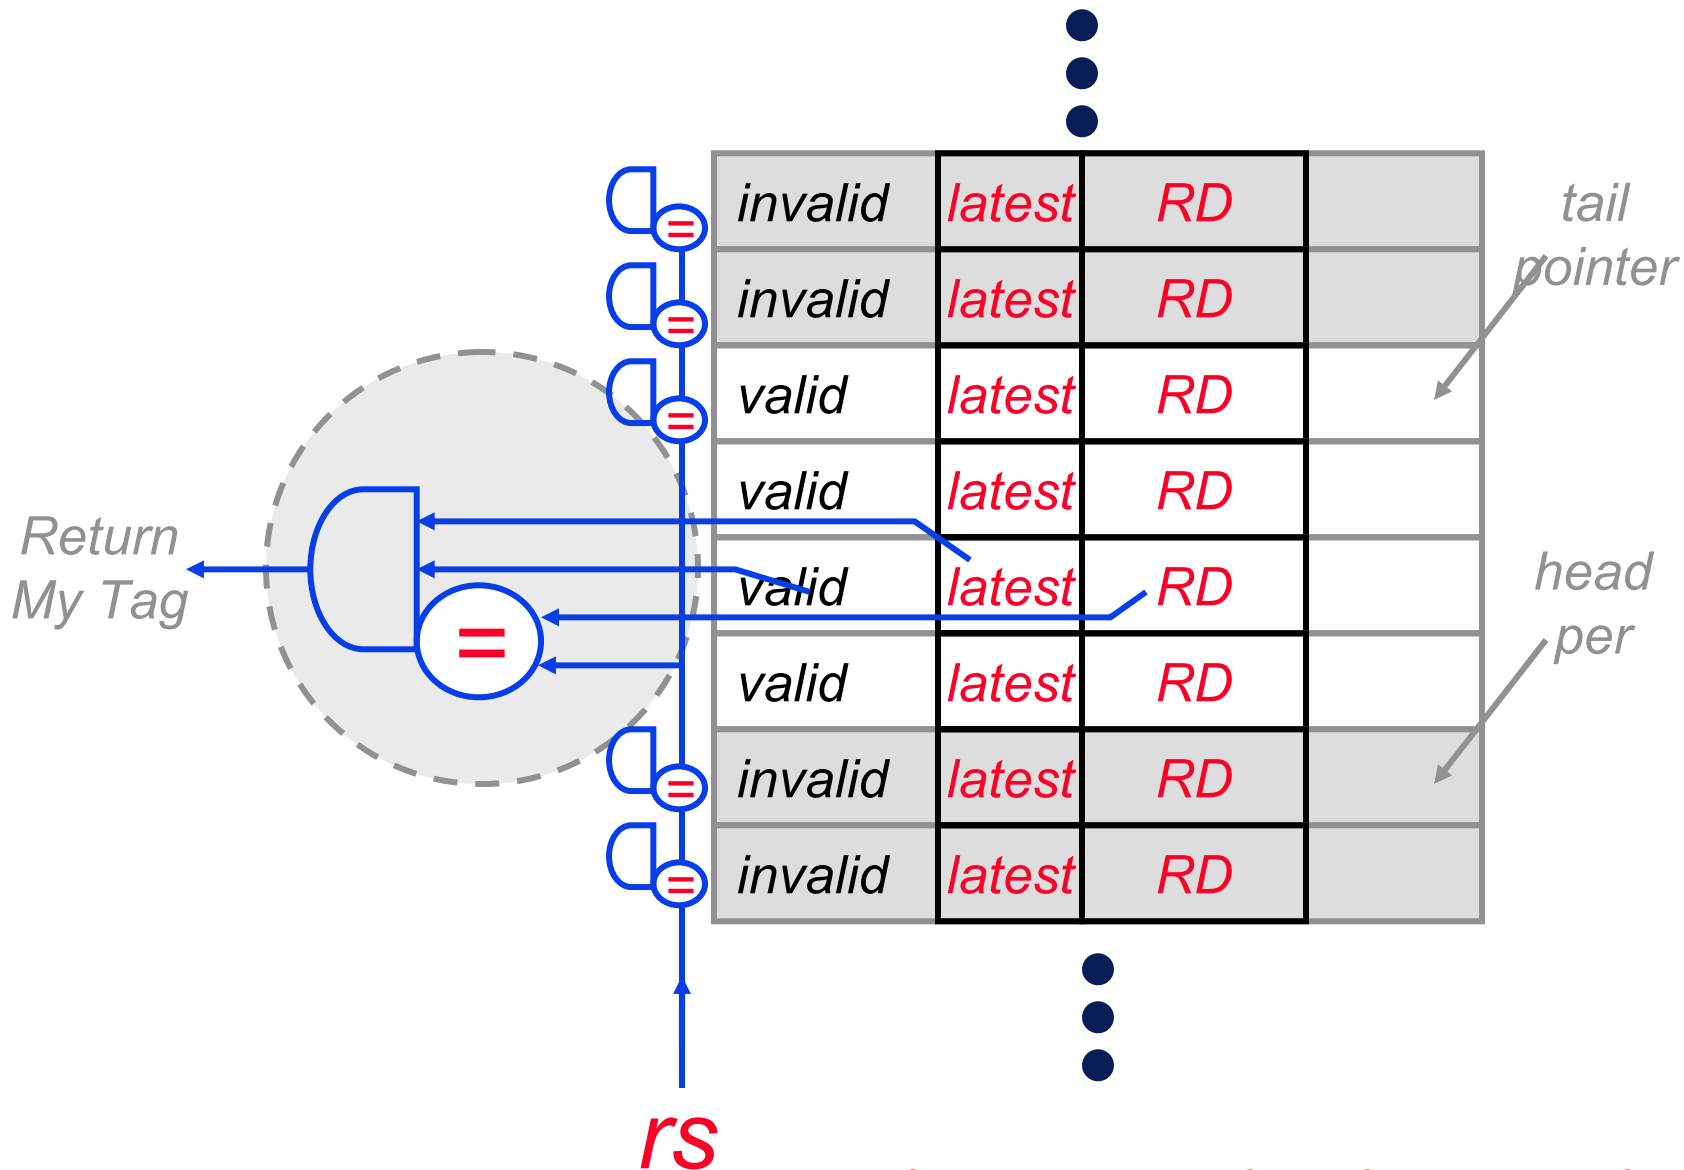 invalid latest RD
tail
pointer
invalid latest RD
valid latest RD
valid latest RD
Return
My Tag
valid latest RD
head
per
valid latest RD
invalid latest RD
invalid latest RD
=
=
=
=
=
=
rs